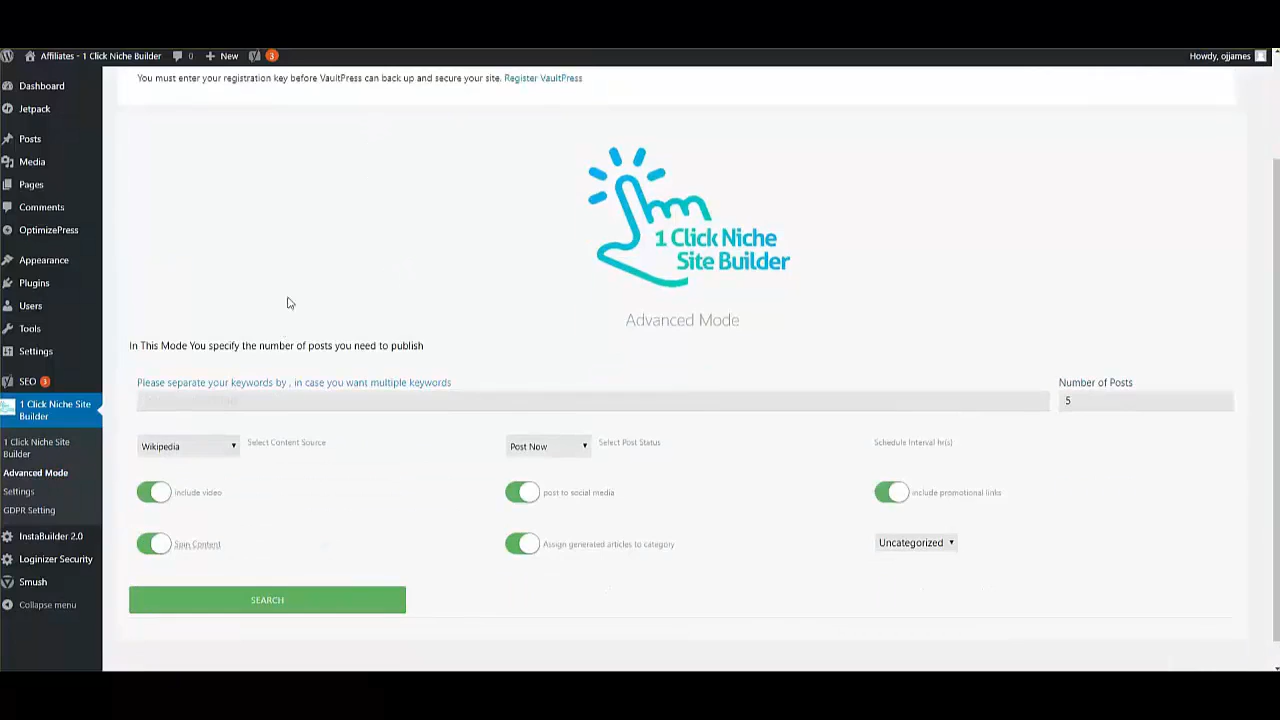 Affiliates - 1 Click Niche Builder 0 New 3 Howdy, ojjames
You must enter your registration key before VaultPress can back up and secure your site. Register VaultPress
Dashboard
Jetpack
Posts
Media
Pages
Comments
OptimizePress
Appearance
Plugins
Users
Tools
Settings
SEO 3
1 Click Niche Site
Builder
1 Click Niche Site
Builder
Advanced Mode
Settings
GDPR Setting
InstaBuilder 2.0
Loginizer Security
Smush
Collapse menu
1 Click Niche
Site Builder
Advanced Mode
In This Mode You specify the number of posts you need to publish
Please separate your keywords by , in case you want multiple keywords
Number of Posts
5
Wikipedia Select Content Source Post Now Select Post Status Schedule Interval hr(s)
include video post to social media include promotional links
Spin Content Assign generated articles to category Uncategorized
SEARCH